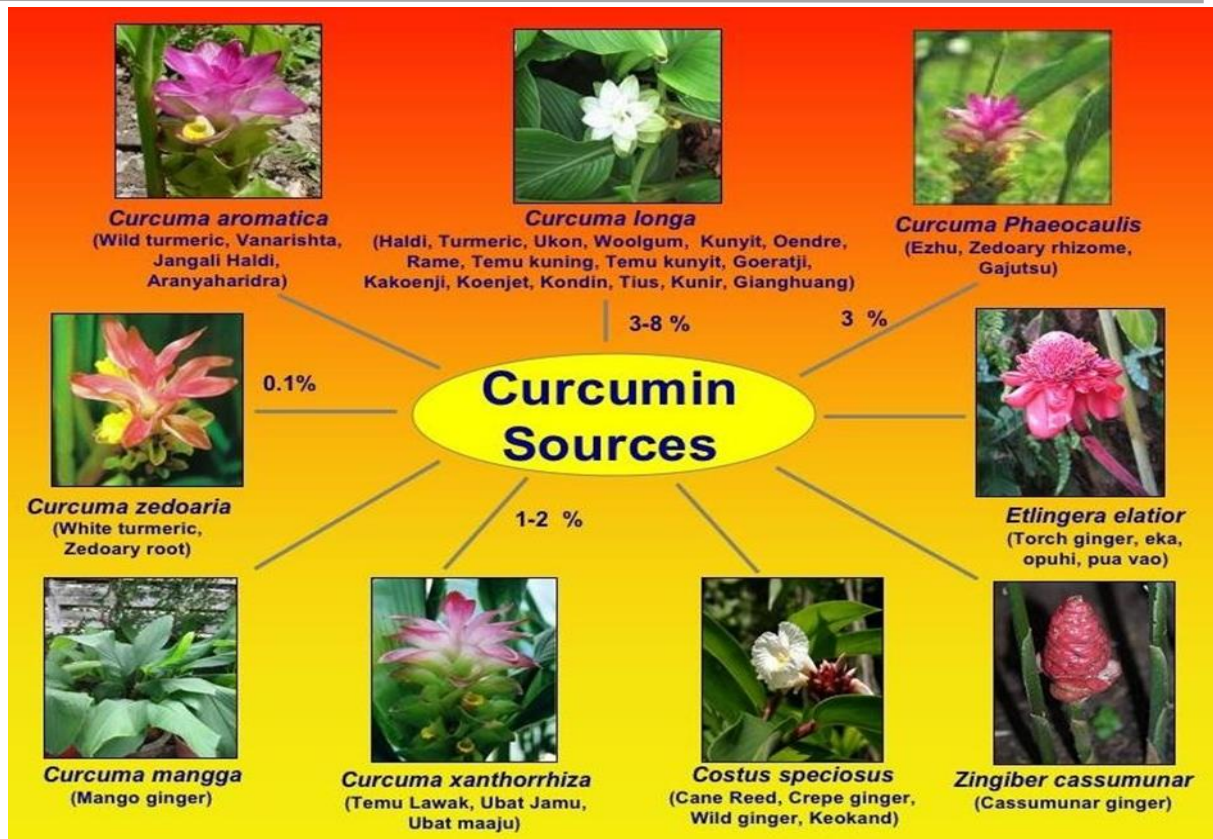 Curcuma aromatica
(Wild turmeric, Vanarishta,
Jangali Haldi,
Aranyaharidra)
Curcuma longa
(Haldi, Turmeric, Ukon, Woolgum, Kunyit, Oendre,
Rame, Temu kuning, Temu kunyit, Goeratji,
Kakoenji, Koenjet, Kondin, Tius, Kunir, Gianghuang)
Curcuma Phaeocaulis
(Ezhu, Zedoary rhizome,
Gajutsu)
3-8 %
3 %
0.1%
Curcumin
Sources
Curcuma zedoaria
(White turmeric,
Zedoary root)
1-2 %
Etlingera elatior
(Torch ginger, eka,
opuhi, pua vao)
Curcuma mangga
(Mango ginger)
Curcuma xanthorrhiza
(Temu Lawak, Ubat Jamu,
Ubat maaju)
Costus speciosus
(Cane Reed, Crepe ginger,
Wild ginger, Keokand)
Zingiber cassumunar
(Cassumunar ginger)